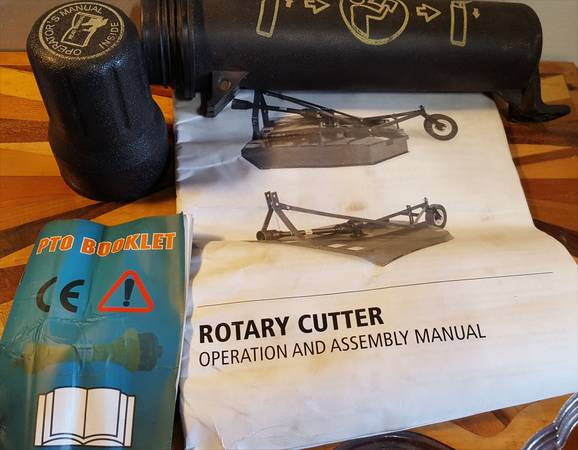 OPERATOR'S MANUAL
INSIDE
PTO BOOKLET
CE
ROTARY CUTTER
OPERATION AND ASSEMBLY MANUAL